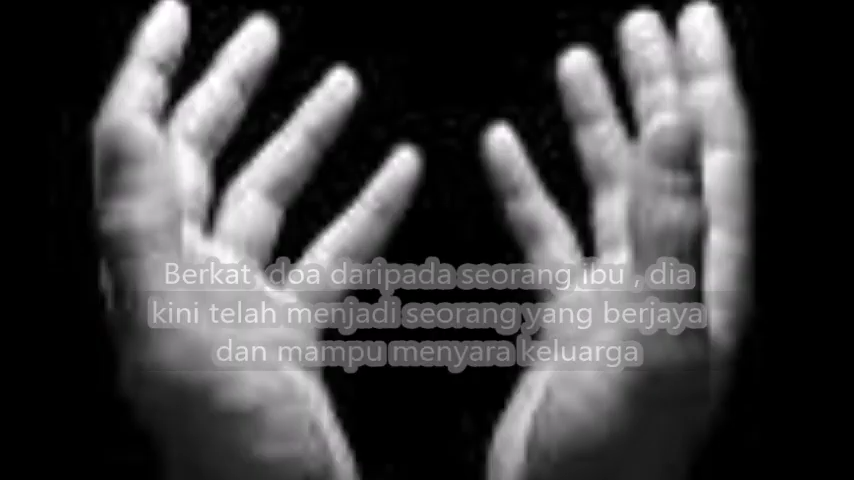 Berkat doa daripada seorang ibu , dia
kini telah menjadi seorang yang berjaya
dan mampu menyara keluarga